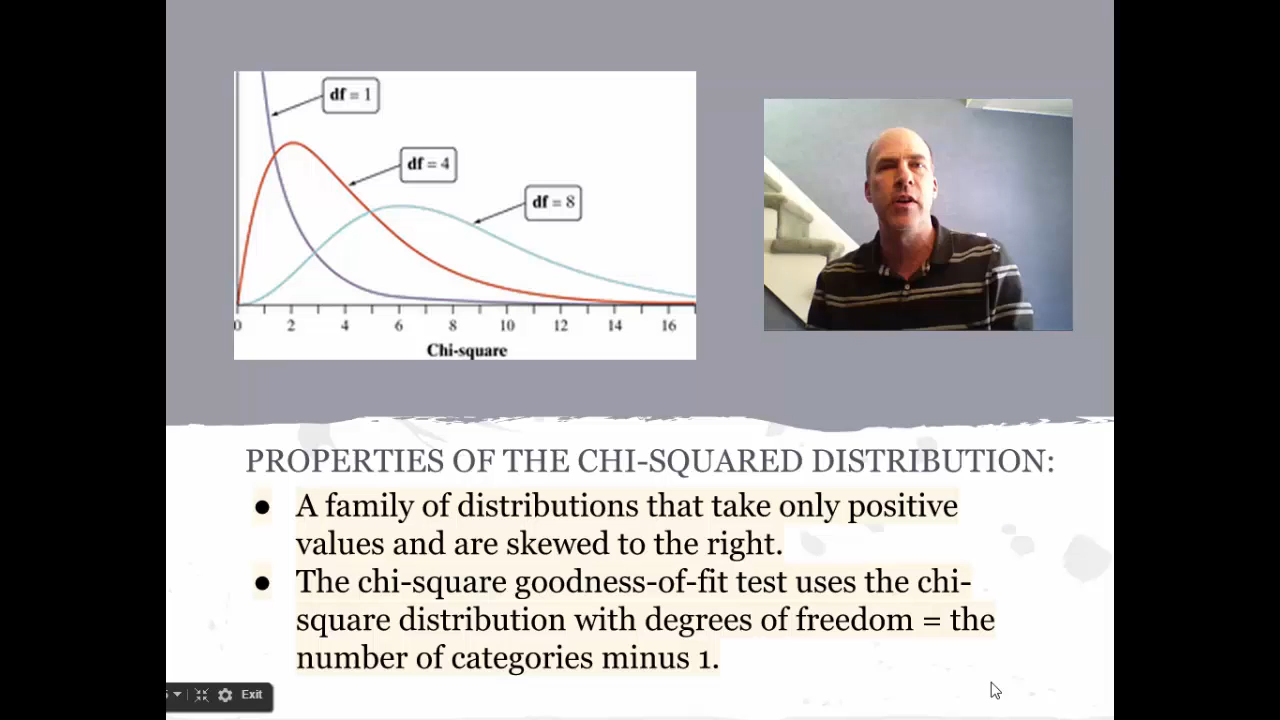 df = 1
df = 4
df = 8
0 2 4 6 8 10 12 14 16
Chi-square
PROPERTIES OF THE CHI-SQUARED DISTRIBUTION:
● A family of distributions that take only positive
values and are skewed to the right.
● The chi-square goodness-of-fit test uses the chi-
square distribution with degrees of freedom = the
number of categories minus 1.
Exit